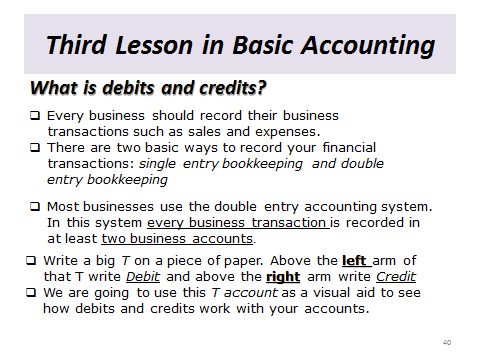 Third Lesson in Basic Accounting
What is debits and credits?
❑ Every business should record their business
transactions such as sales and expenses.
❑ There are two basic ways to record your financial
transactions: single entry bookkeeping and double
entry bookkeeping
❑ Most businesses use the double entry accounting system.
In this system every business transaction is recorded in
at least two business accounts.
❑ Write a big T on a piece of paper. Above the left arm of
that T write Debit and above the right arm write Credit
❑ We are going to use this T account as a visual aid to see
how debits and credits work with your accounts.
40